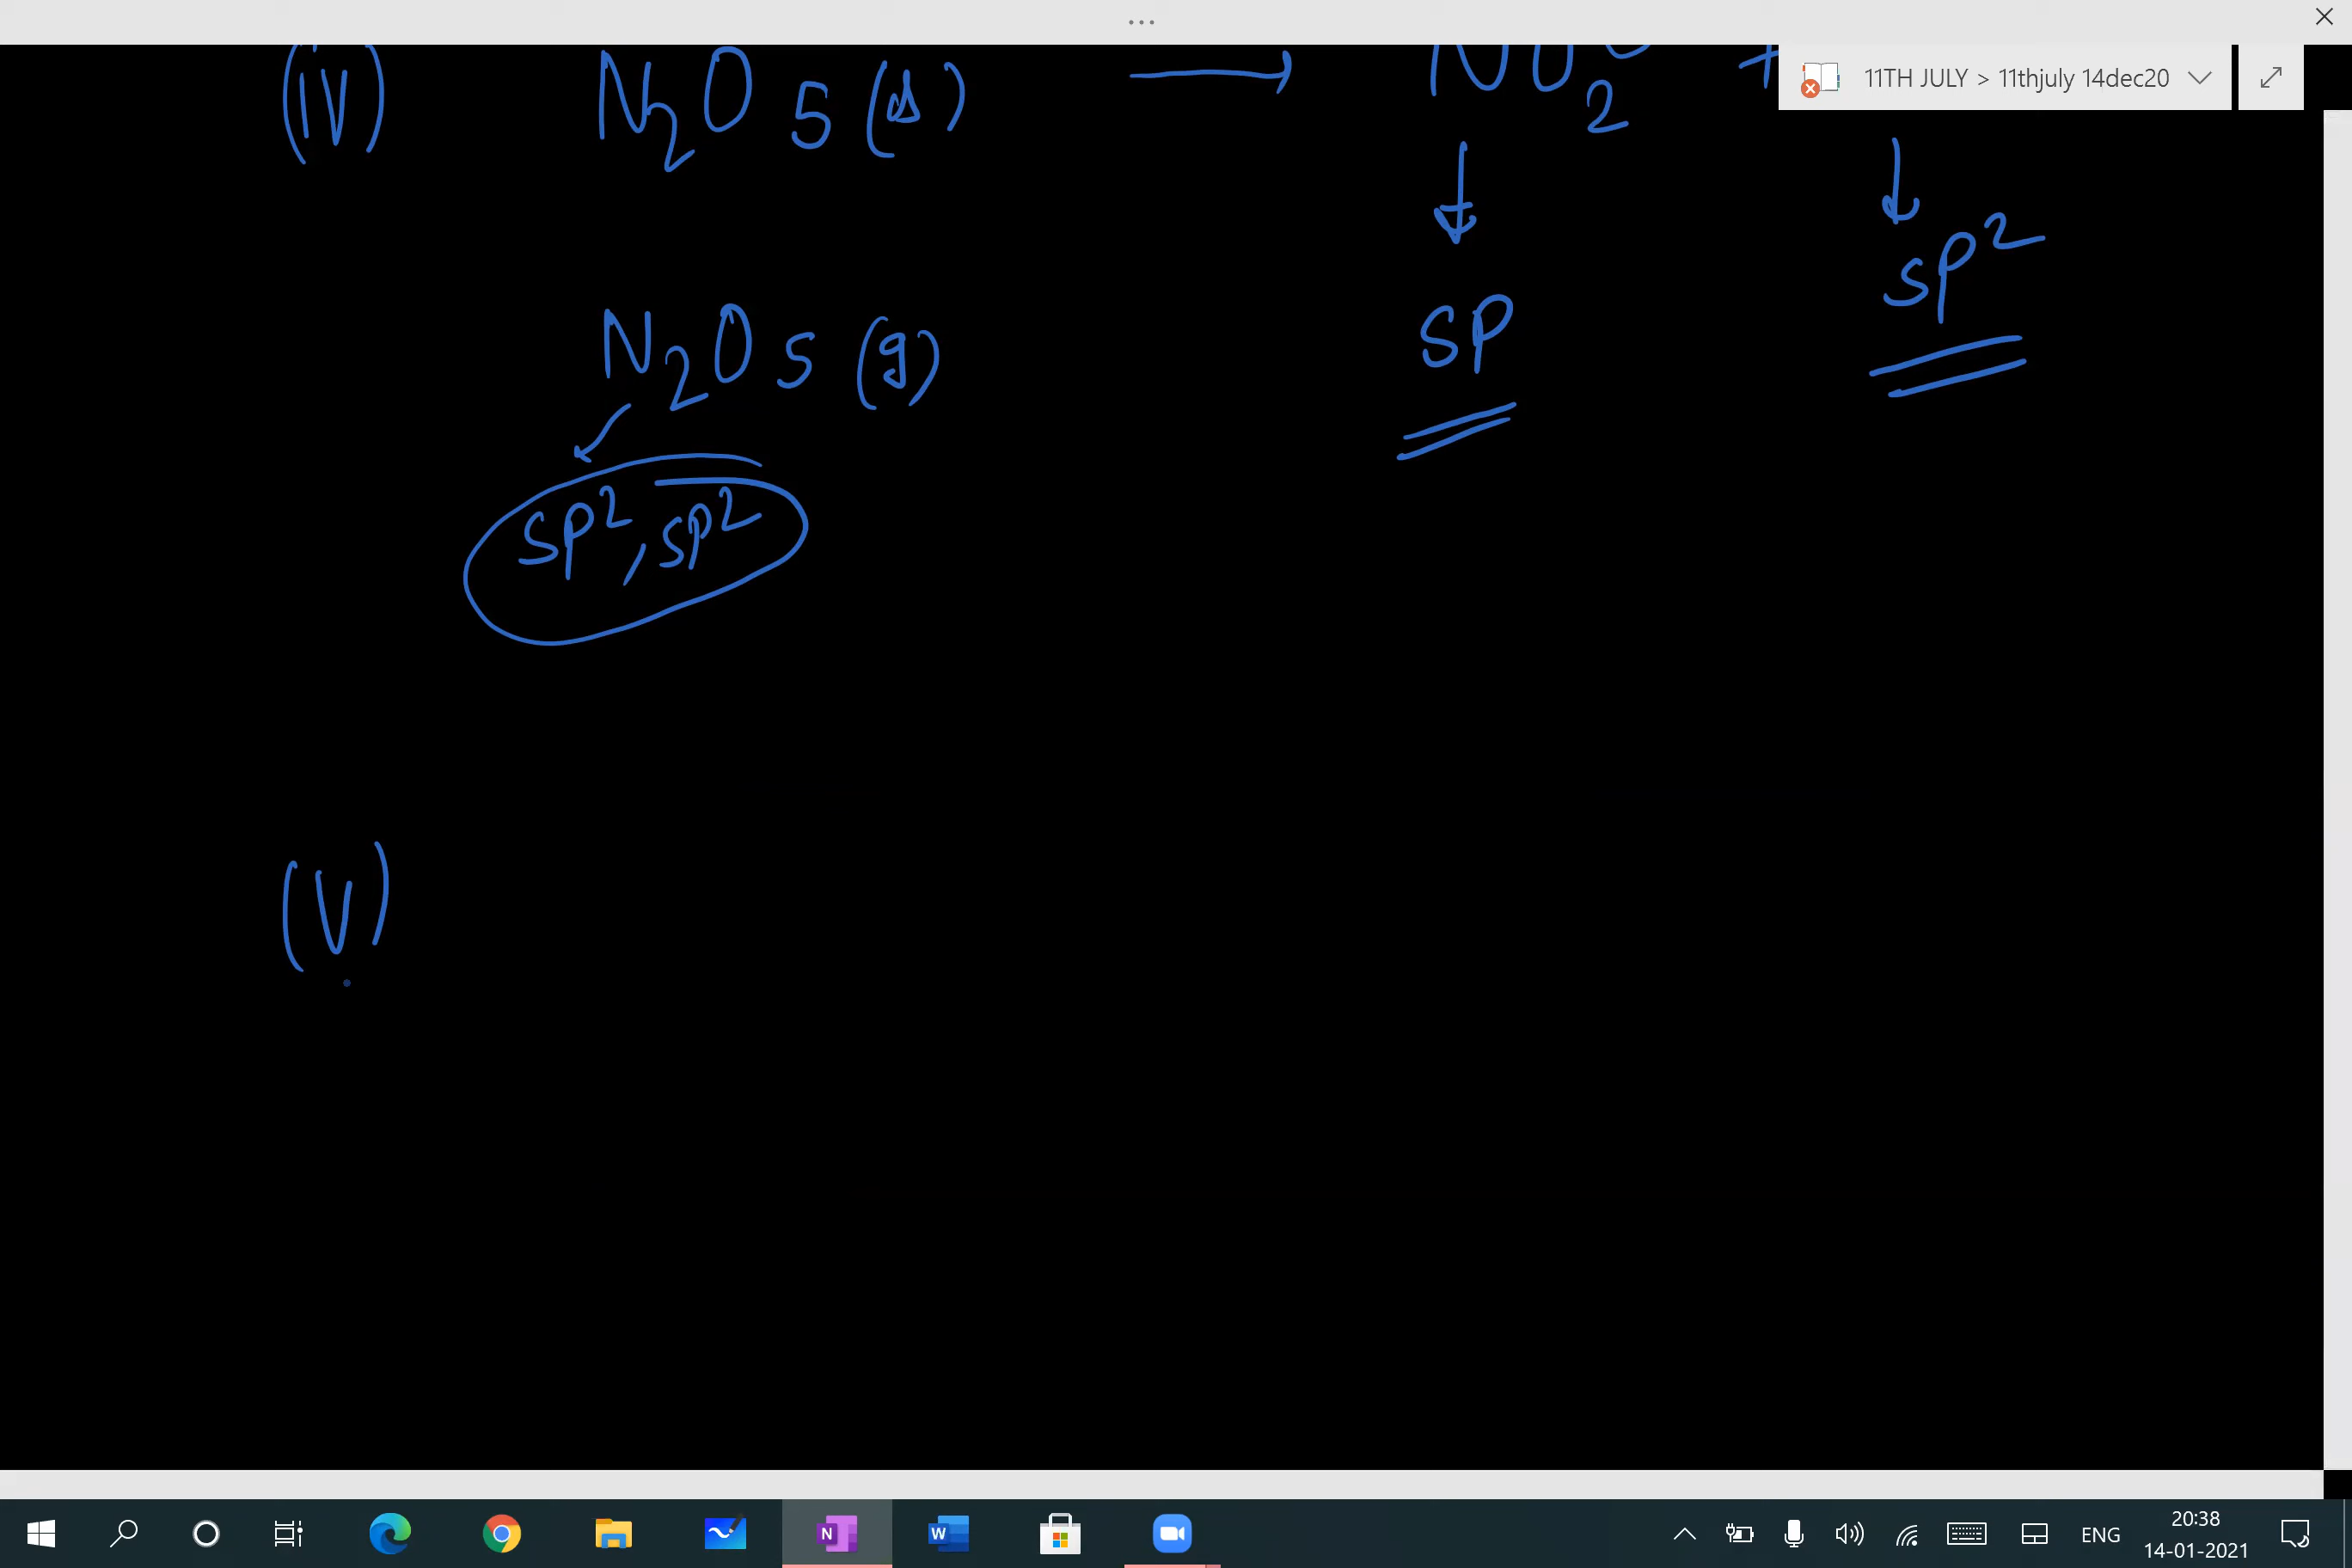 ...
11TH JULY > 11thjuly 14dec20
(iv) N₂O₅(s) ⟶ NO₂⊕ +
sp²
N₂O₅(g) sp
sp², sp²
(V)
ENG
20:38
14-01-2021